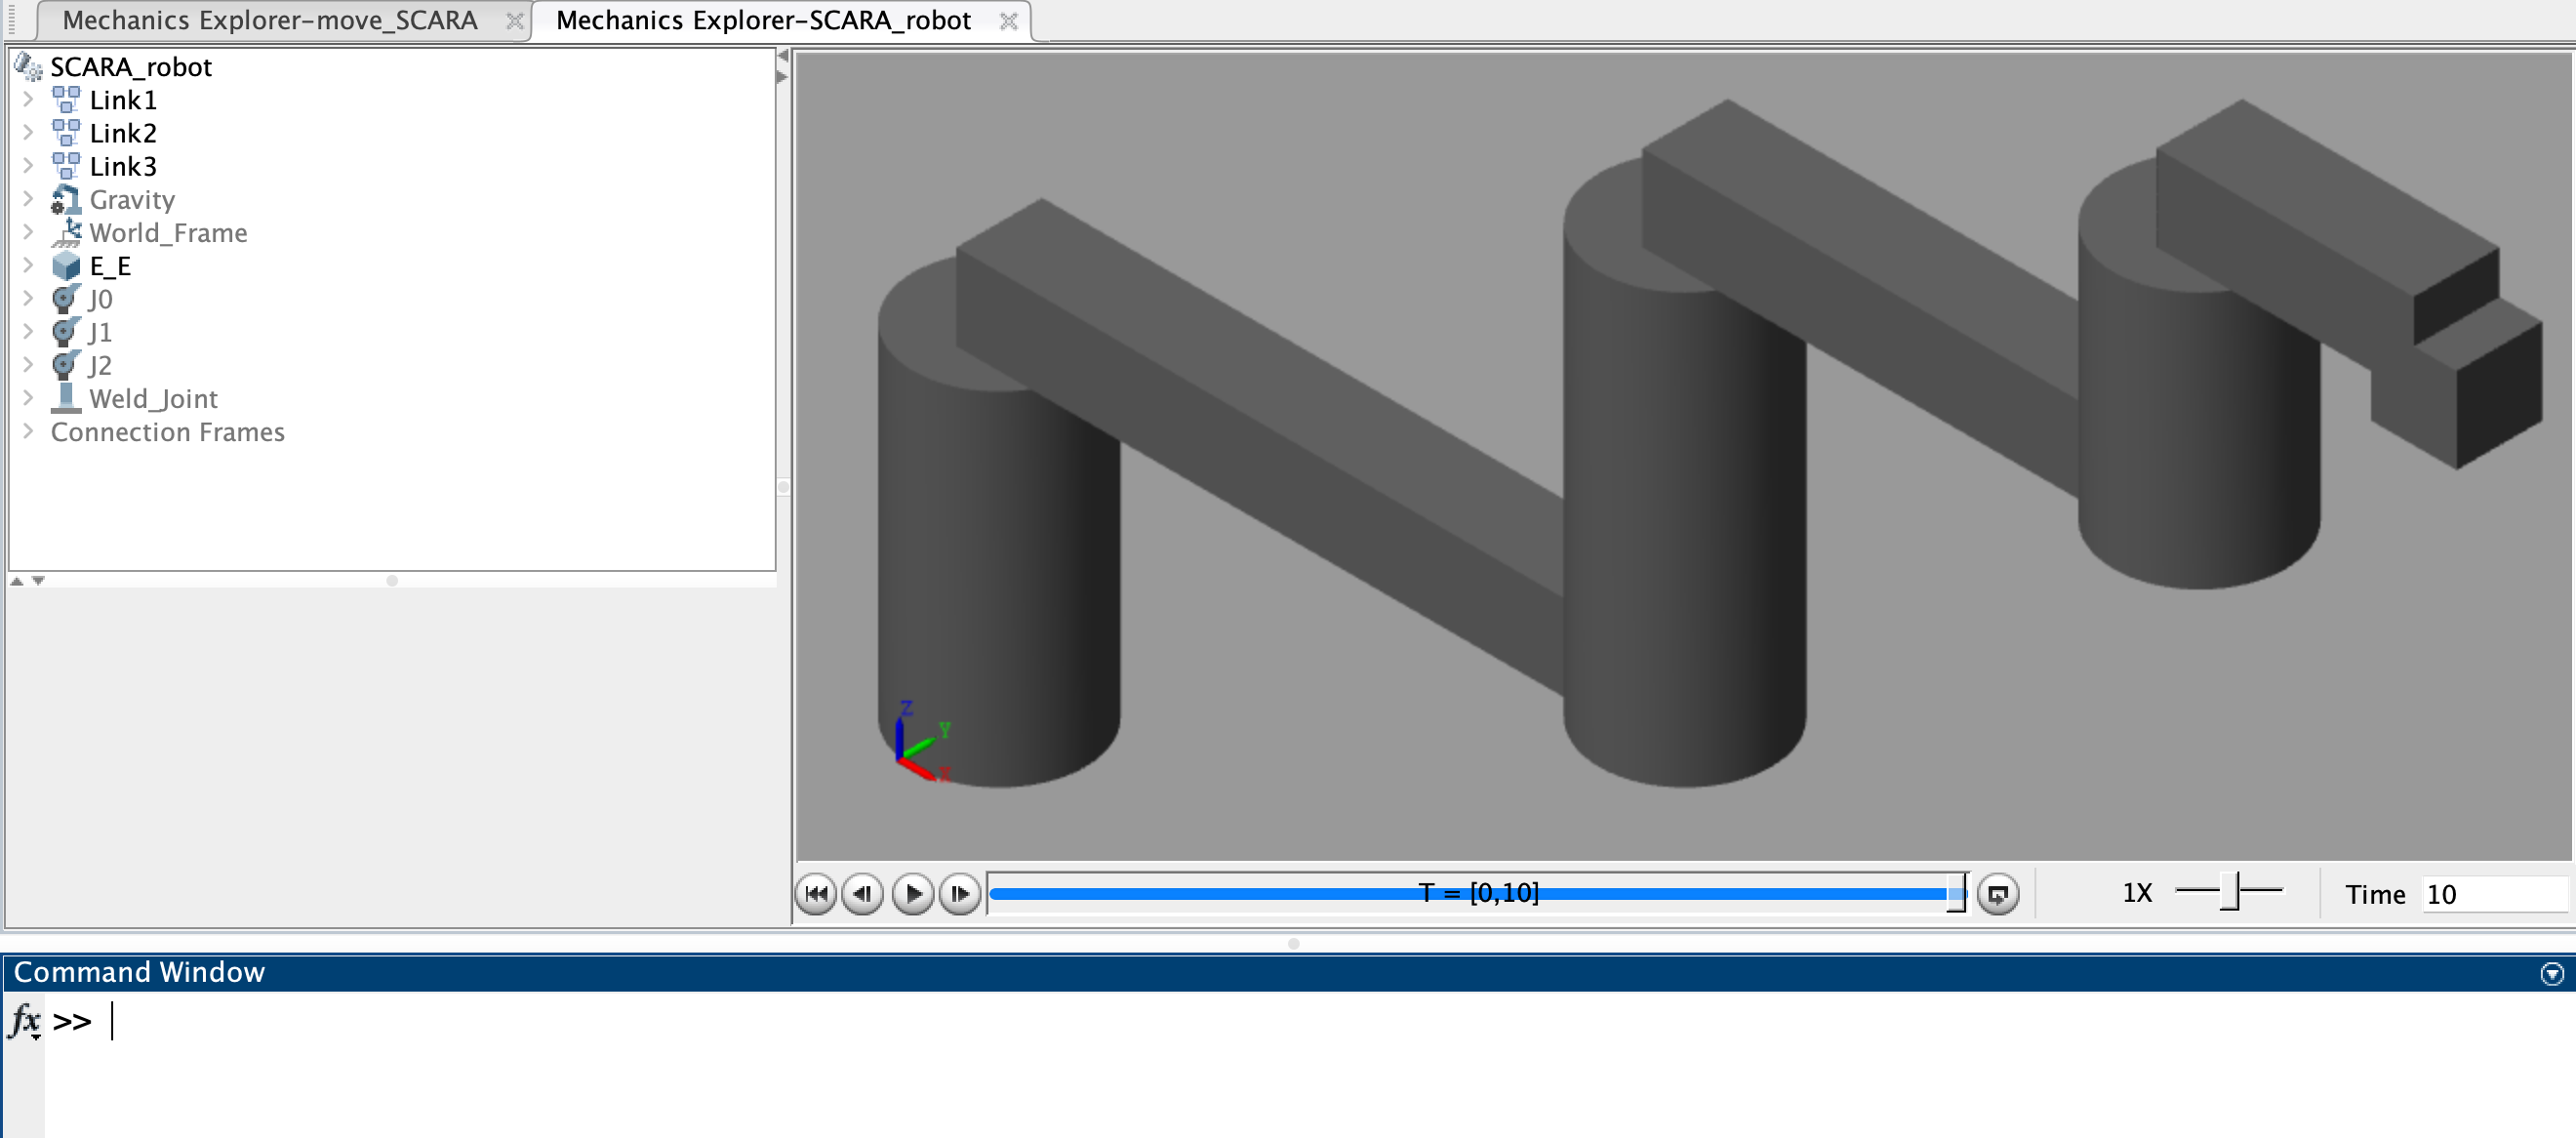 Mechanics Explorer-move_SCARA
Mechanics Explorer-SCARA_robot
SCARA_robot
Link1
Link2
Link3
Gravity
World_Frame
E_E
J0
J1
J2
Weld_Joint
Connection Frames
Z
Y
X
T = [0,10]
1X
Time 10
Command Window
fx >>